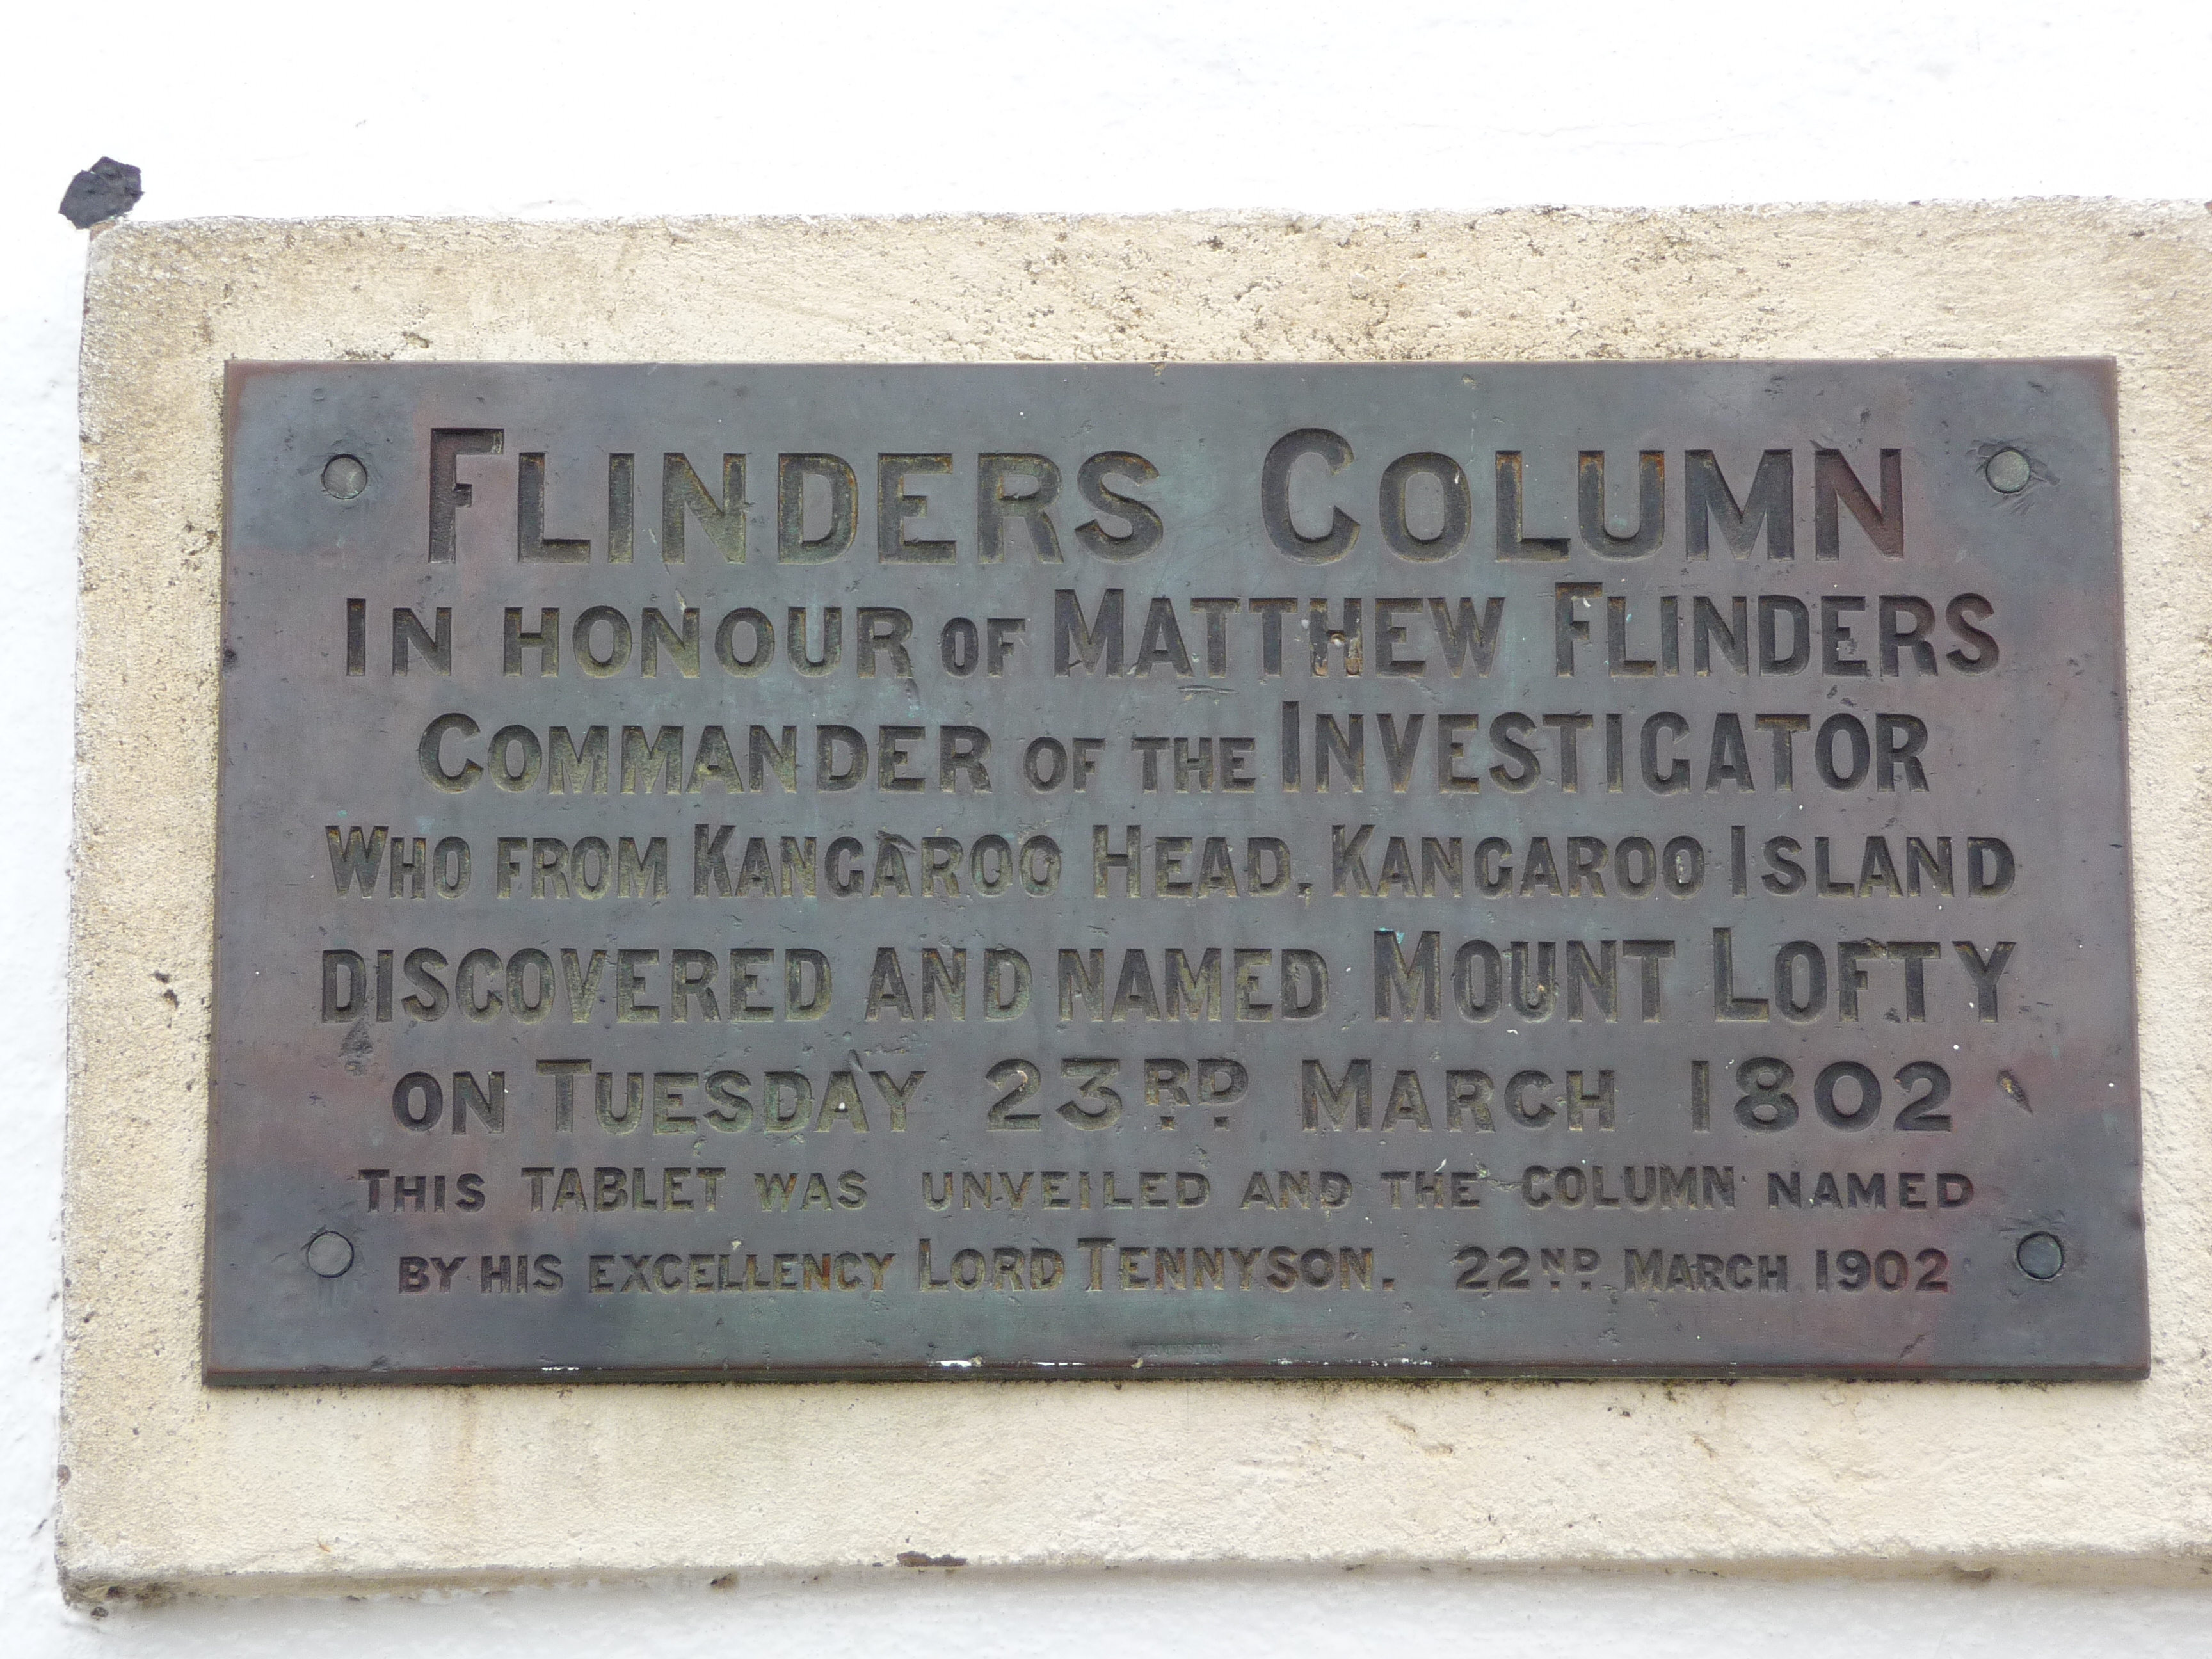 FLINDERS COLUMN
IN HONOUR OF MATTHEW FLINDERS
COMMANDER OF THE INVESTIGATOR
WHO FROM KANGAROO HEAD, KANGAROO ISLAND
DISCOVERED AND NAMED MOUNT LOFTY
ON TUESDAY 23RD. MARCH 1802
THIS TABLET WAS UNVEILED AND THE COLUMN NAMED
BY HIS EXCELLENCY LORD TENNYSON. 22ND. MARCH 1902